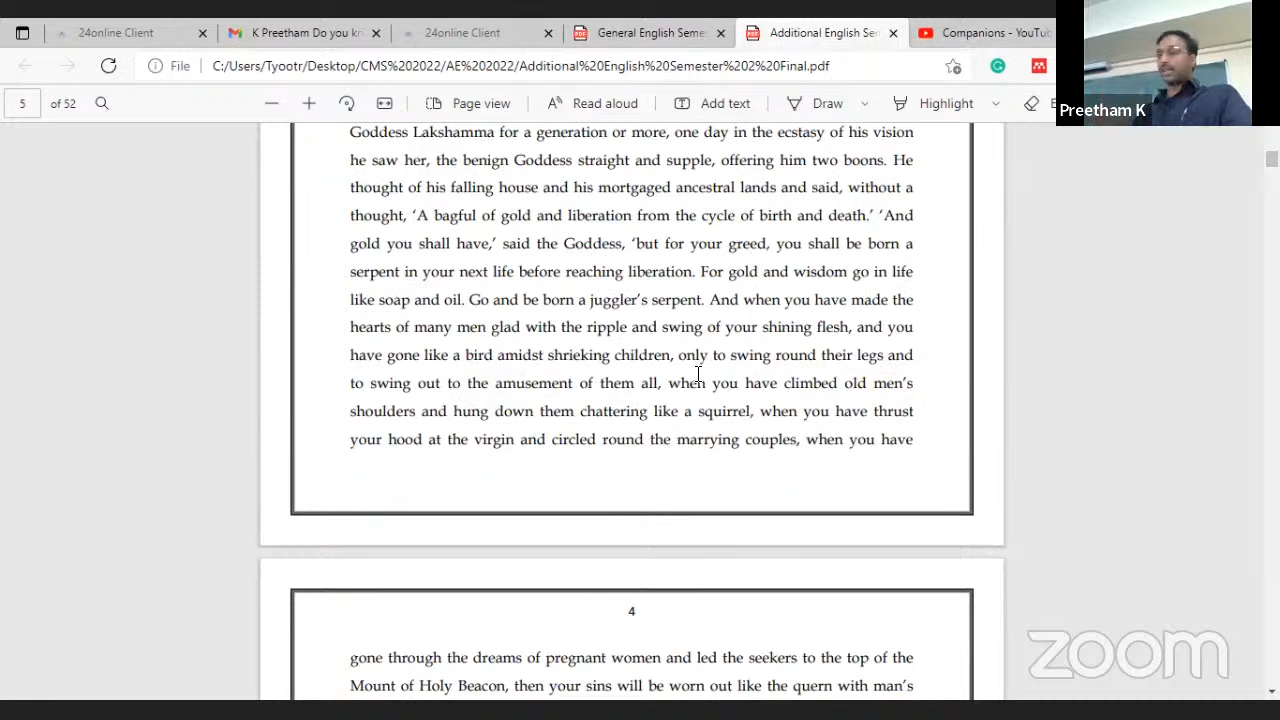 24online Client
K Preetham Do you kn
24online Client
General English Seme
Additional English Sem
Companions - YouTu
File
C:/Users/Tyootr/Desktop/CMS%202022/AE%202022/Additional%20English%20Semester%202%20Final.pdf
5 of 52
Page view
Read aloud
Add text
Draw
Highlight
Preetham K
Goddess Lakshamma for a generation or more, one day in the ecstasy of his vision
he saw her, the benign Goddess straight and supple, offering him two boons. He
thought of his falling house and his mortgaged ancestral lands and said, without a
thought, ‘A bagful of gold and liberation from the cycle of birth and death.’ ‘And
gold you shall have,’ said the Goddess, ‘but for your greed, you shall be born a
serpent in your next life before reaching liberation. For gold and wisdom go in life
like soap and oil. Go and be born a juggler’s serpent. And when you have made the
hearts of many men glad with the ripple and swing of your shining flesh, and you
have gone like a bird amidst shrieking children, only to swing round their legs and
to swing out to the amusement of them all, when you have climbed old men’s
shoulders and hung down them chattering like a squirrel, when you have thrust
your hood at the virgin and circled round the marrying couples, when you have
4
gone through the dreams of pregnant women and led the seekers to the top of the
Mount of Holy Beacon, then your sins will be worn out like the quern with man’s
zoom